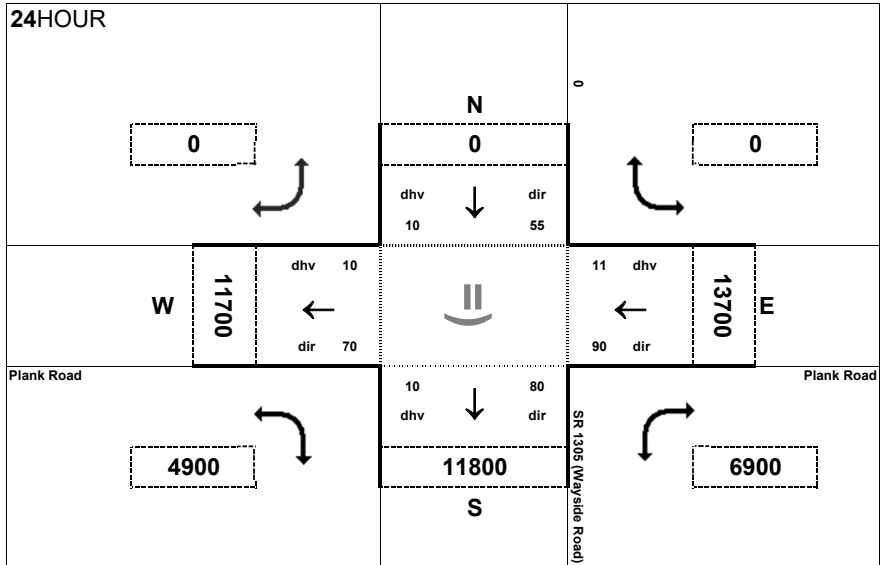 24HOUR
0
N
0
0
0
dhv
dir
10
55
dhv 10
11 dhv
W
11700
13700
E
dir 70
90 dir
Plank Road
Plank Road
10
80
dhv
dir
SR 1305 (Wayside Road)
4900
11800
6900
S